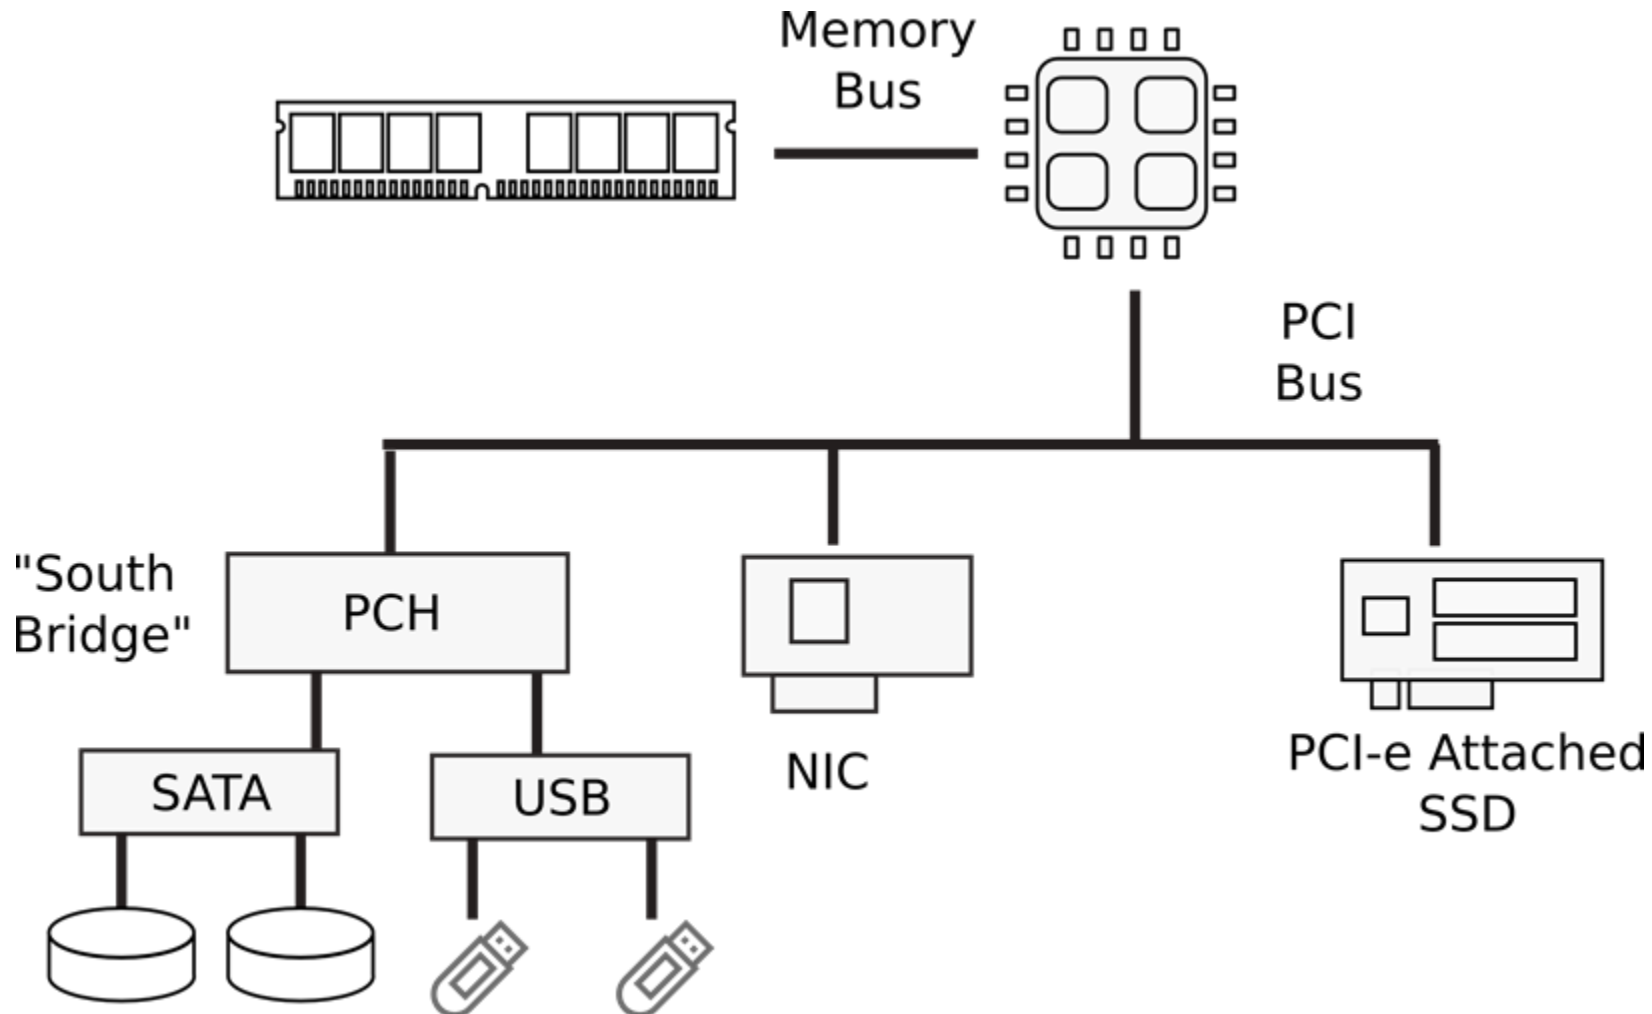 Memory
Bus
PCI
Bus
"South
Bridge"
PCH
SATA
USB
NIC
PCI-e Attached
SSD